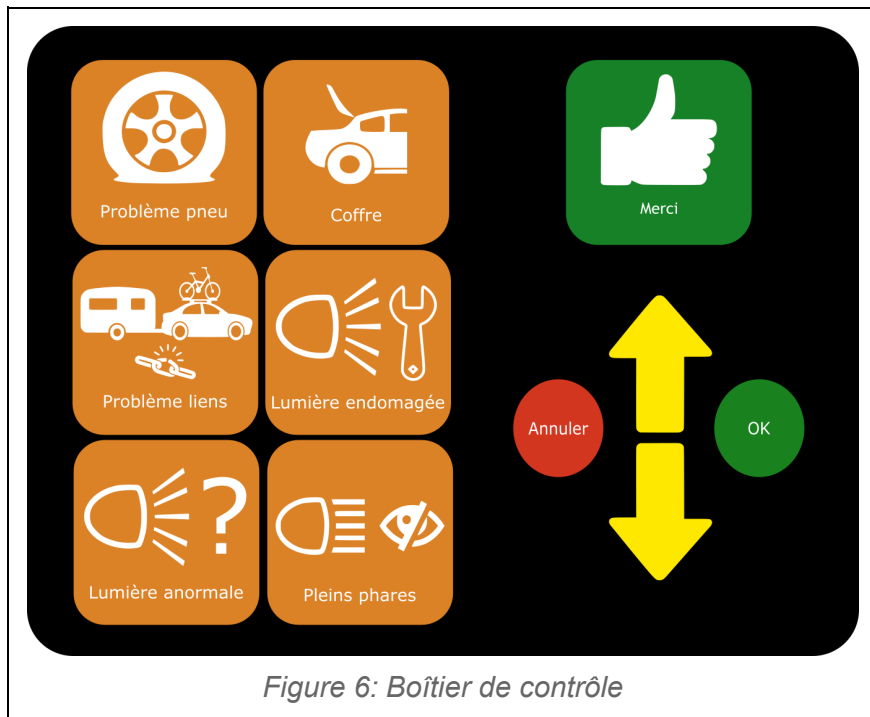 Problème pneu
Coffre
Merci
Problème liens
Lumière endomagée
Annuler
OK
Lumière anormale
?
Pleins phares
Figure 6: Boîtier de contrôle